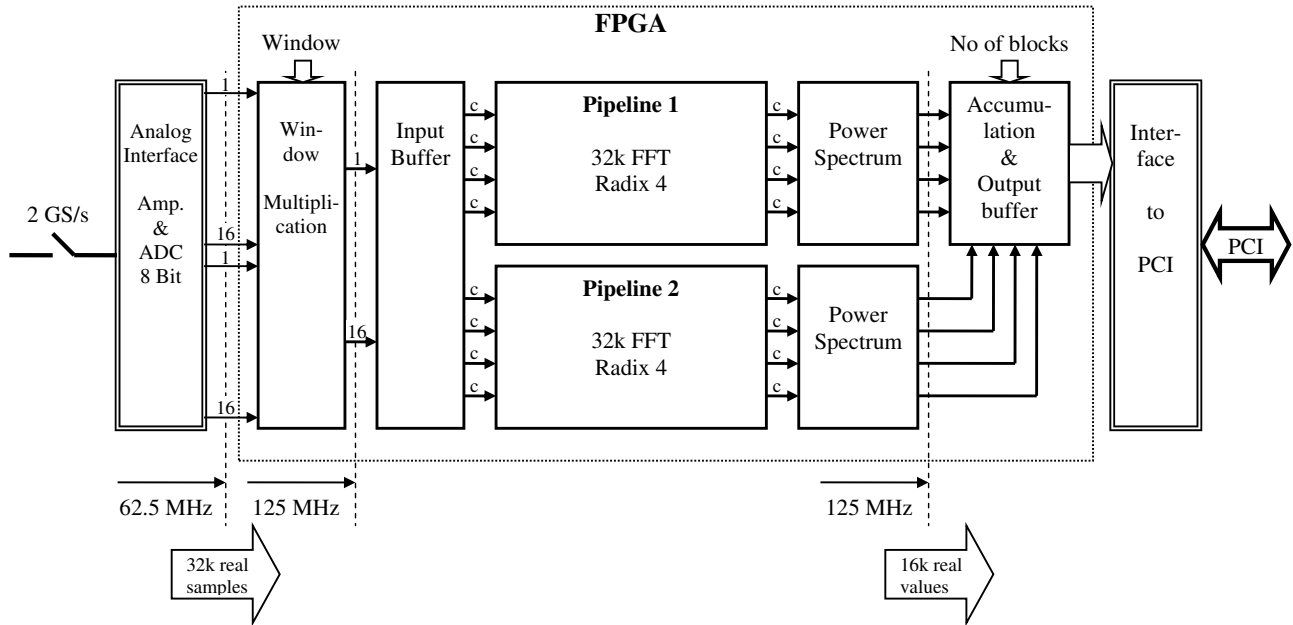 FPGA
Window
No of blocks
1
Analog
Interface
Amp.
&
ADC
8 Bit
16
1
16
2 GS/s
Win-
dow
Multipli-
cation
1
16
Input
Buffer
c
c
c
c
Pipeline 1
32k FFT
Radix 4
c
c
c
c
Power
Spectrum
Accumu-
lation
&
Output
buffer
Inter-
face
to
PCI
PCI
c
c
c
c
Pipeline 2
32k FFT
Radix 4
c
c
c
c
Power
Spectrum
62.5 MHz
125 MHz
125 MHz
32k real
samples
16k real
values